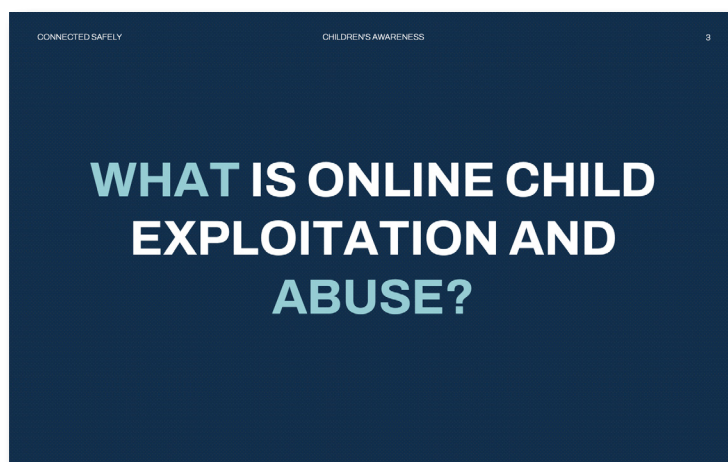 CONNECTED SAFELY
CHILDREN'S AWARENESS
3
WHAT IS ONLINE CHILD
EXPLOITATION AND
ABUSE?